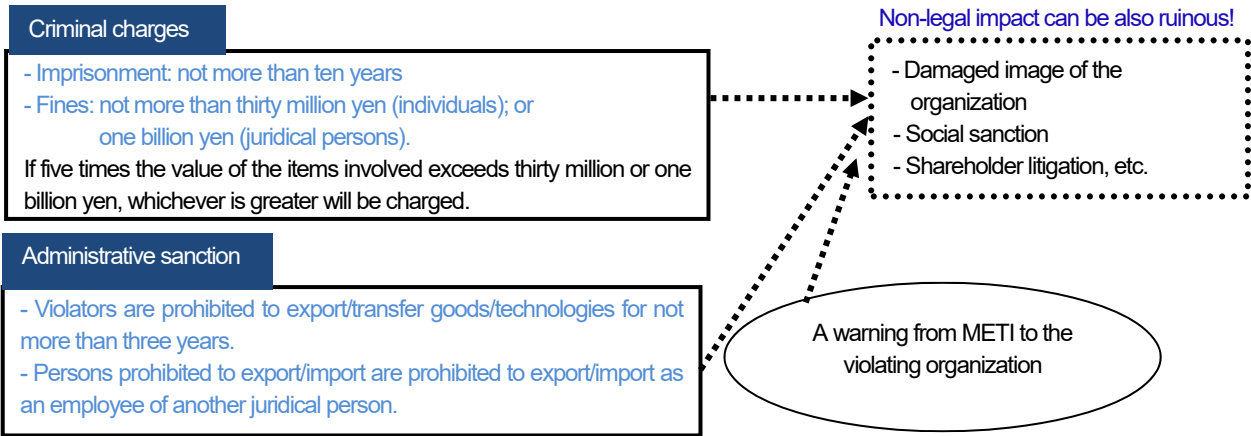 Criminal charges
- Imprisonment: not more than ten years
- Fines: not more than thirty million yen (individuals); or
one billion yen (juridical persons).
If five times the value of the items involved exceeds thirty million or one
billion yen, whichever is greater will be charged.
Non-legal impact can be also ruinous!
- Damaged image of the
organization
- Social sanction
- Shareholder litigation, etc.
Administrative sanction
- Violators are prohibited to export/transfer goods/technologies for not
more than three years.
- Persons prohibited to export/import are prohibited to export/import as
an employee of another juridical person.
A warning from METI to the
violating organization